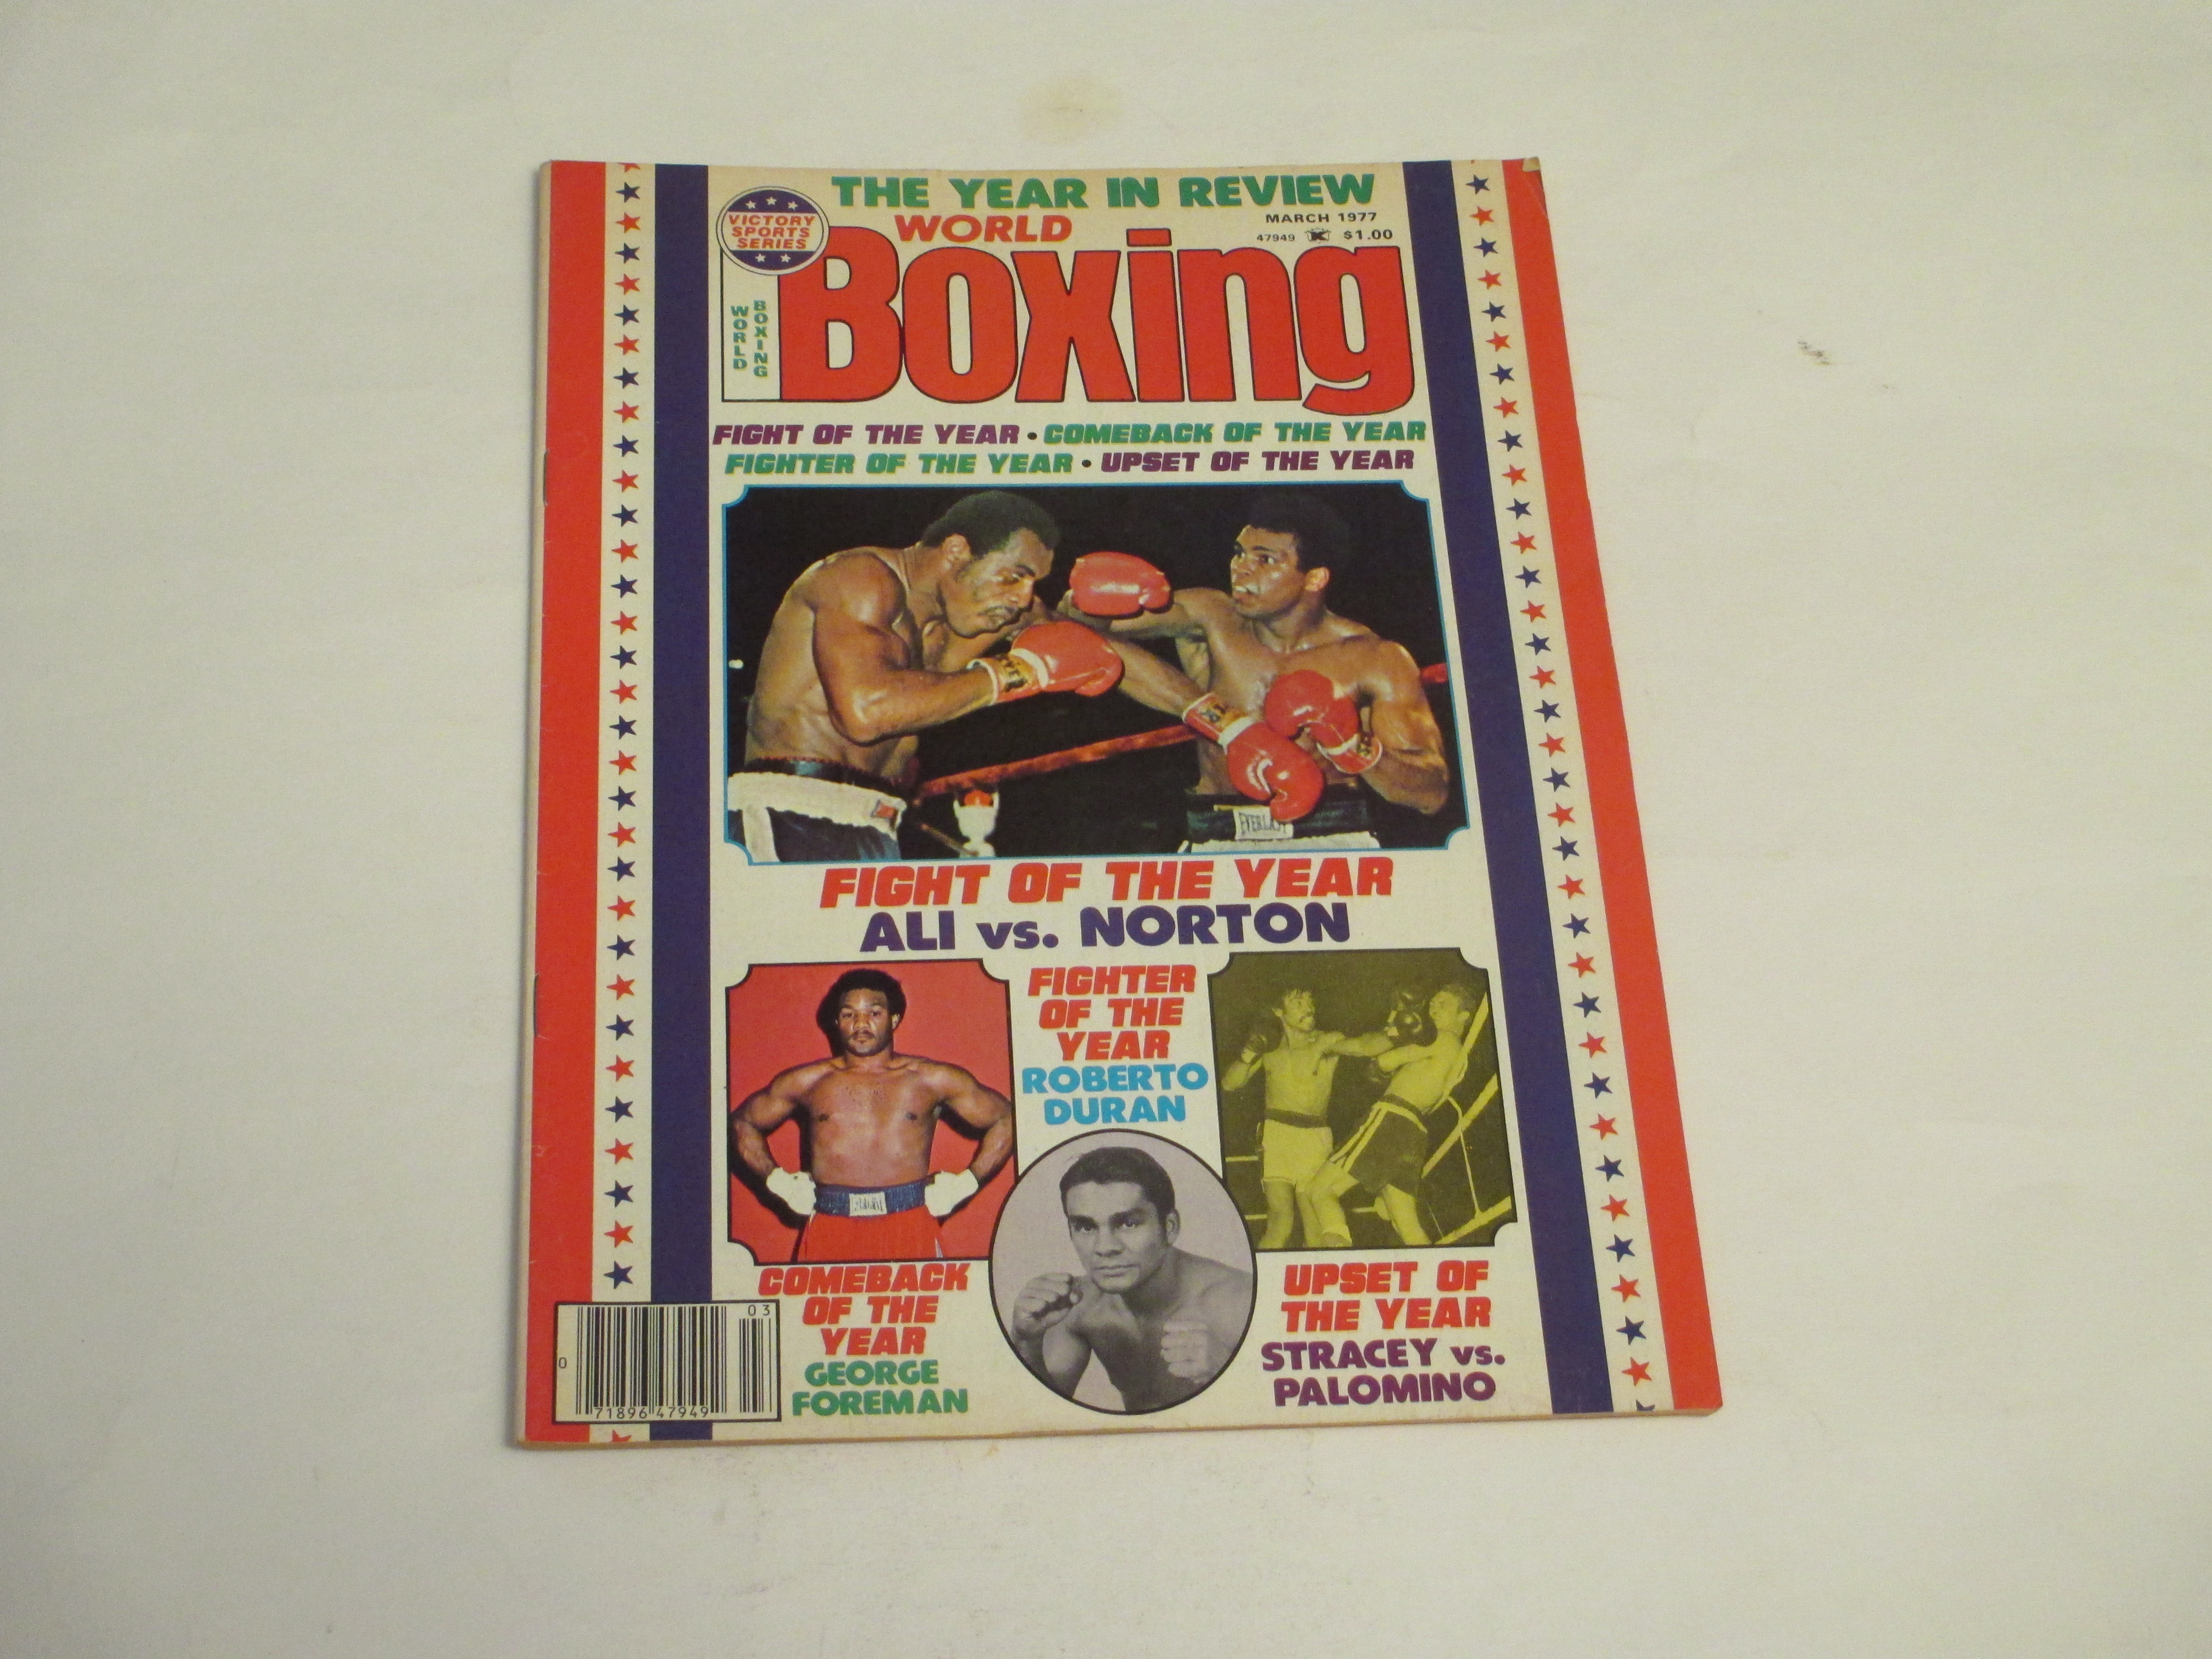 THE YEAR IN REVIEW
VICTORY
SPORTS
SERIES
WORLD
MARCH 1977
47949 K $1.00
Boxing
WORLD
BOXING
FIGHT OF THE YEAR • COMEBACK OF THE YEAR
FIGHTER OF THE YEAR • UPSET OF THE YEAR
EVERLAST
FIGHT OF THE YEAR
ALI vs. NORTON
FIGHTER
OF THE
YEAR
ROBERTO
DURAN
COMEBACK
OF THE
YEAR
GEORGE
FOREMAN
UPSET OF
THE YEAR
STRACEY vs.
PALOMINO
03
0
71896 47949